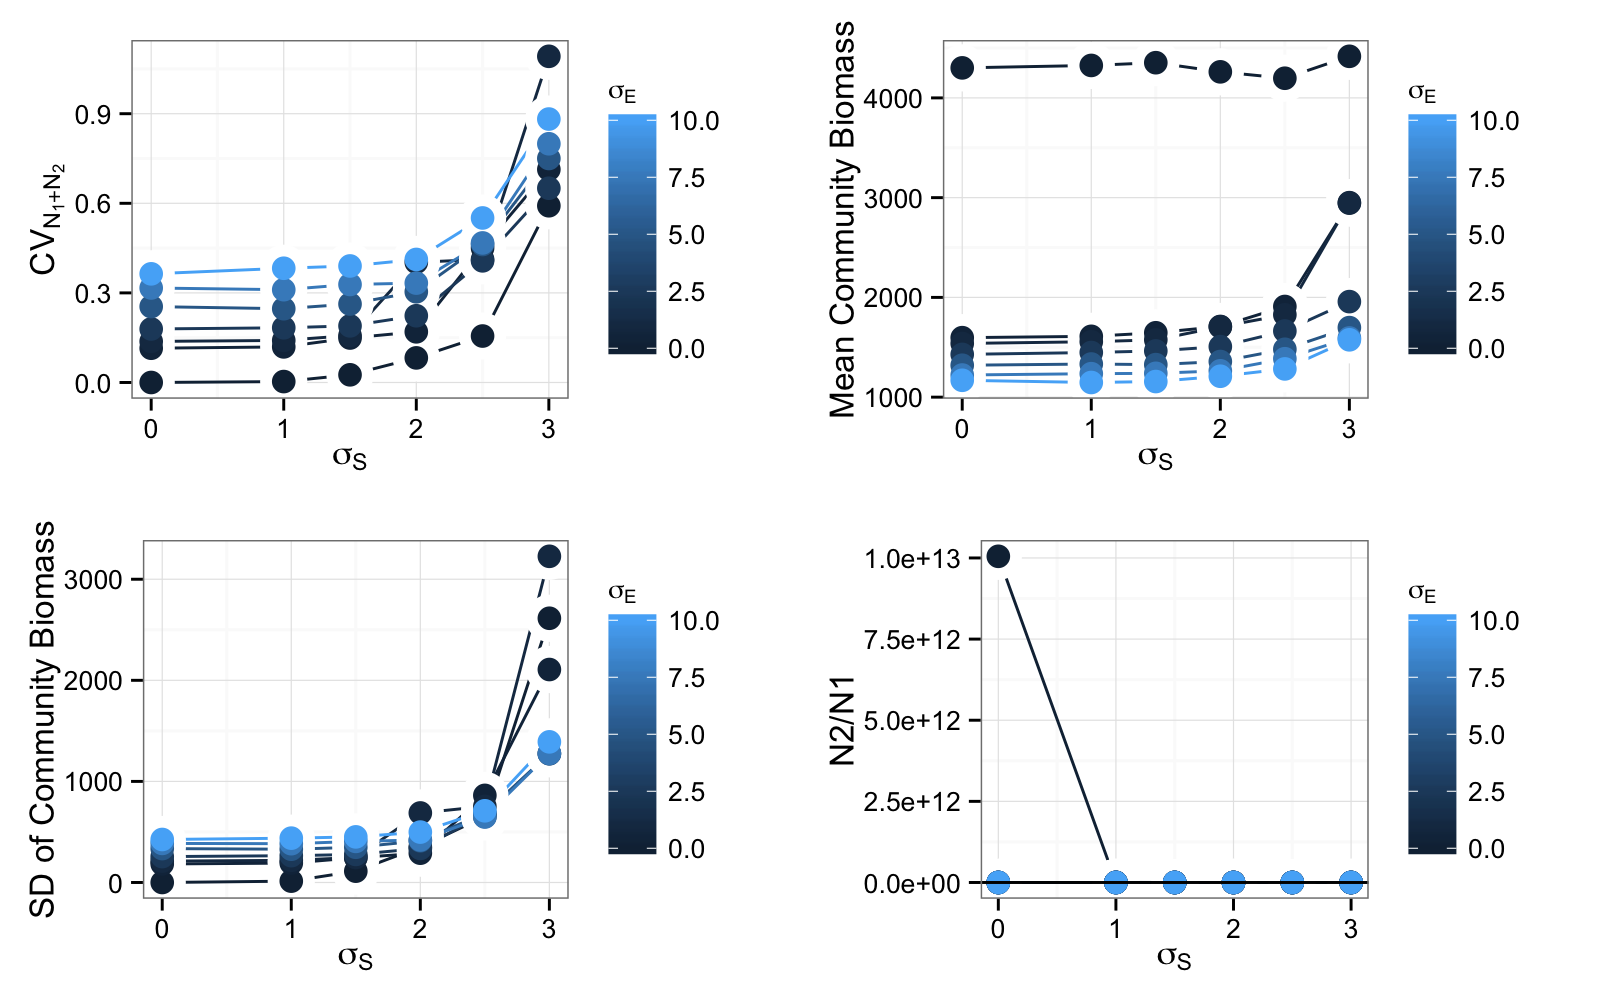 CV N₁+N₂
0.9
0.6
0.3
0.0
0 1 2 3
σS
σE
10.0
7.5
5.0
2.5
0.0
Mean Community Biomass
4000
3000
2000
1000
0 1 2 3
σS
σE
10.0
7.5
5.0
2.5
0.0
SD of Community Biomass
3000
2000
1000
0
0 1 2 3
σS
σE
10.0
7.5
5.0
2.5
0.0
N2/N1
1.0e+13
7.5e+12
5.0e+12
2.5e+12
0.0e+00
0 1 2 3
σS
σE
10.0
7.5
5.0
2.5
0.0